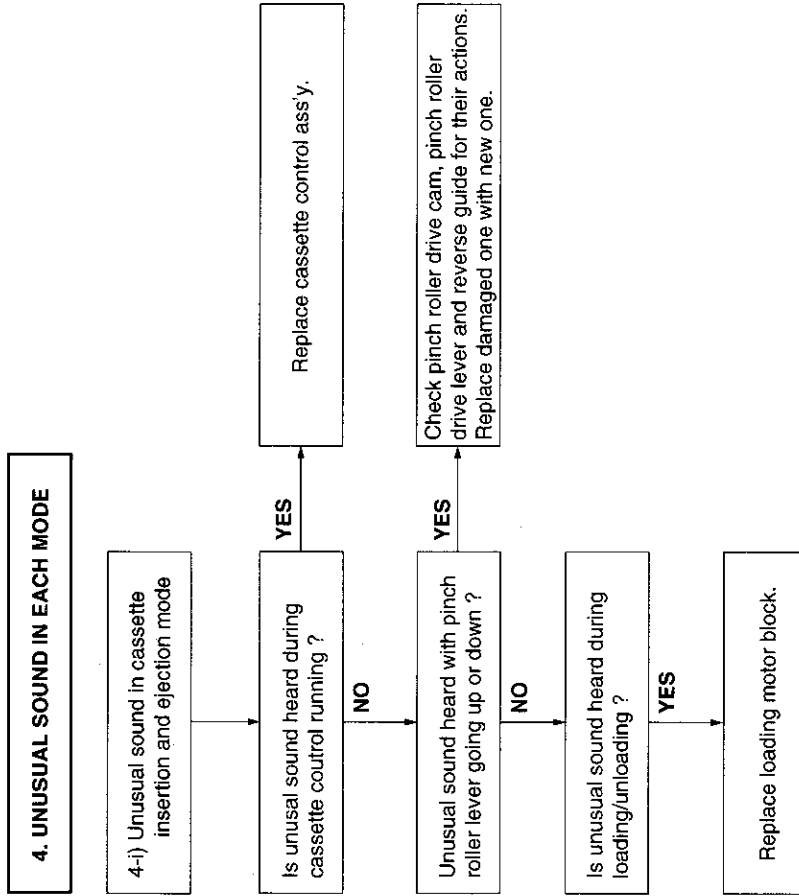 4. UNUSUAL SOUND IN EACH MODE
4-i) Unusual sound in cassette
insertion and ejection mode
Is unusual sound heard during
cassette coutrol running ?
YES
Replace cassette control ass'y.
NO
Unusual sound heard with pinch
roller lever going up or down ?
YES
Check pinch roller drive cam, pinch roller
drive lever and reverse guide for their actions.
Replace damaged one with new one.
NO
Is unusual sound heard during
loading/unloading ?
YES
Replace loading motor block.